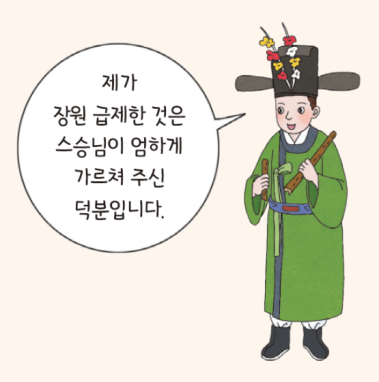 제가
장원 급제한 것은
스승님이 엄하게
가르쳐 주신
덕분입니다.